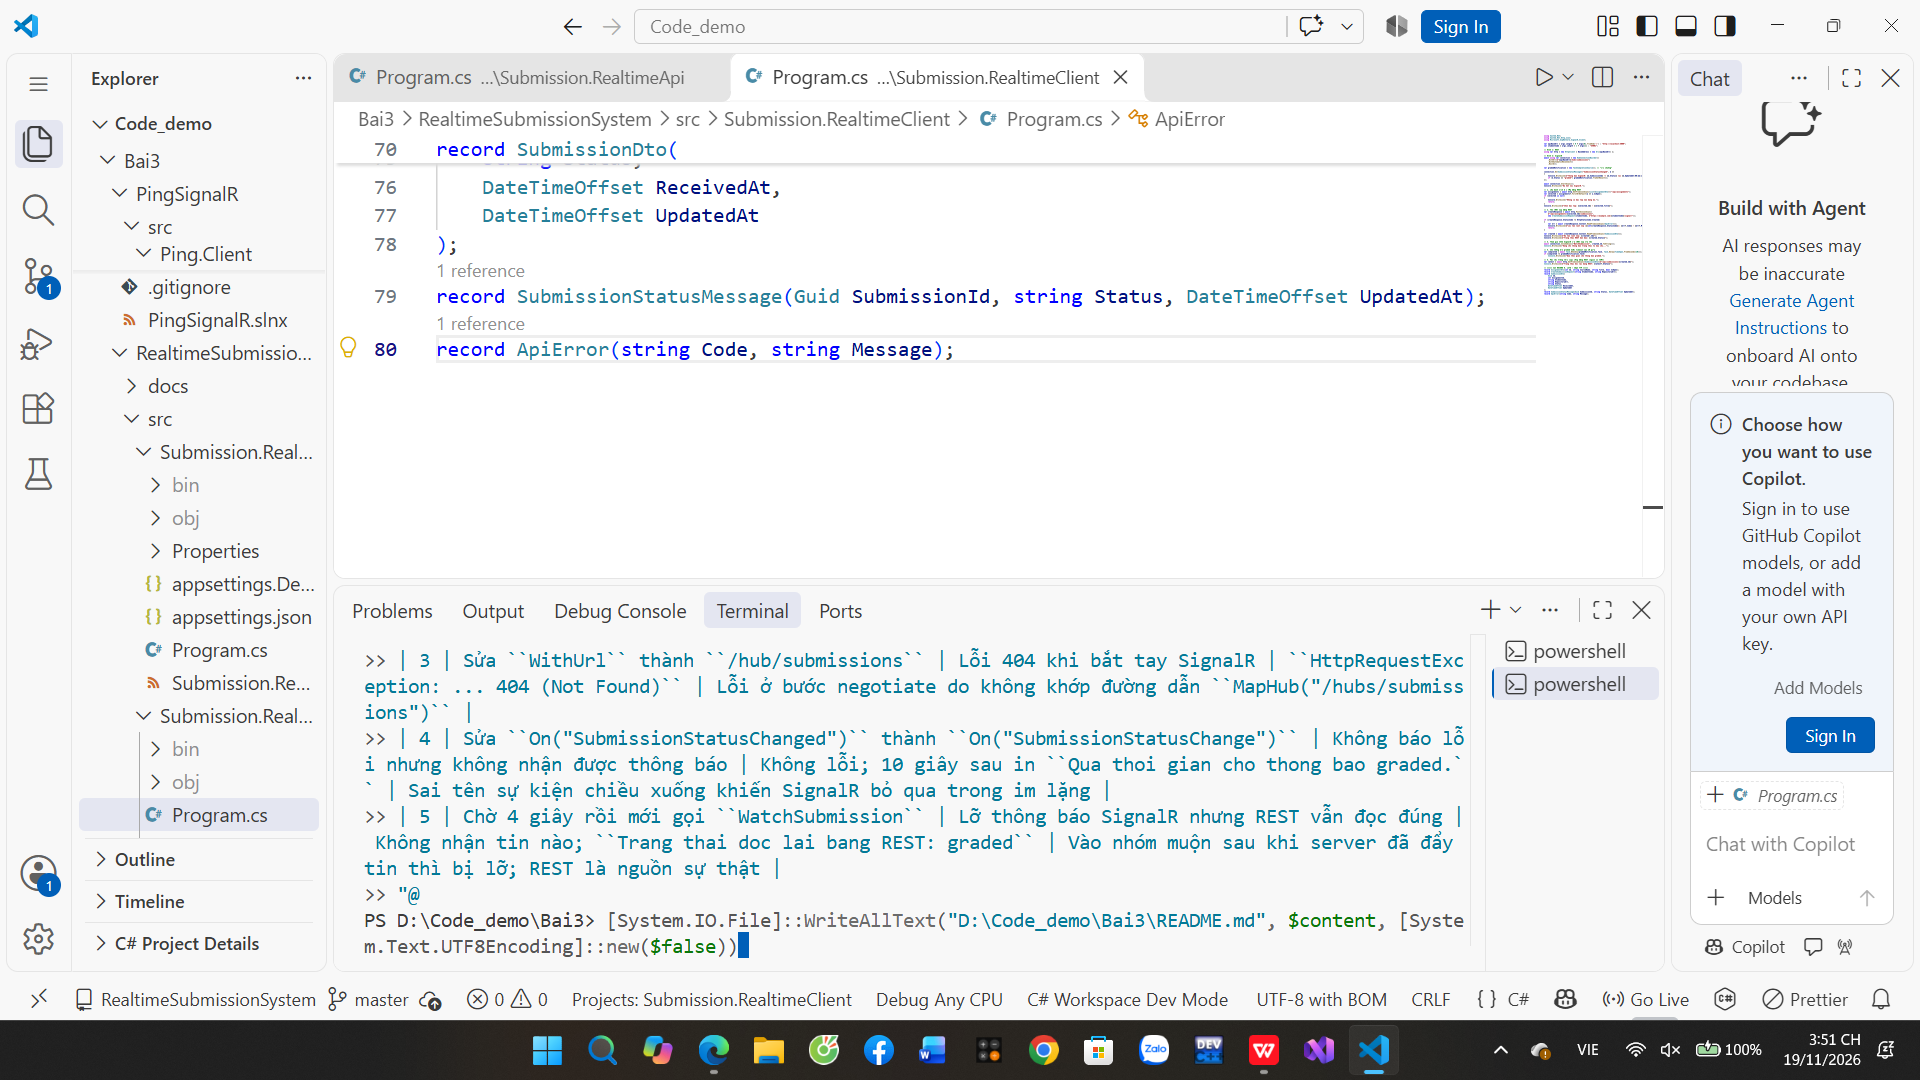 Code_demo
Sign In
Explorer
Code_demo
Bai3
PingSignalR
src
Ping.Client
.gitignore
PingSignalR.slnx
RealtimeSubmissio...
docs
src
Submission.Real...
bin
obj
Properties
appsettings.De...
appsettings.json
Program.cs
Submission.Re...
Submission.Real...
bin
obj
Program.cs
Outline
Timeline
C# Project Details
1
1
Program.cs ...\Submission.RealtimeApi
Program.cs ...\Submission.RealtimeClient
Bai3 > RealtimeSubmissionSystem > src > Submission.RealtimeClient > Program.cs > ApiError
70 record SubmissionDto(
76 DateTimeOffset ReceivedAt,
77 DateTimeOffset UpdatedAt
78 );
1 reference
79 record SubmissionStatusMessage(Guid SubmissionId, string Status, DateTimeOffset UpdatedAt);
1 reference
80 record ApiError(string Code, string Message);
Problems Output Debug Console Terminal Ports
>> | 3 | Sửa ``WithUrl`` thành ``/hub/submissions`` | Lỗi 404 khi bắt tay SignalR | ``HttpRequestExc
eption: ... 404 (Not Found)`` | Lỗi ở bước negotiate do không khớp đường dẫn ``MapHub("/hubs/submiss
ions")`` |
>> | 4 | Sửa ``On("SubmissionStatusChanged")`` thành ``On("SubmissionStatusChange")`` | Không báo lỗ
i nhưng không nhận được thông báo | Không lỗi; 10 giây sau in ``Qua thoi gian cho thong bao graded.`
` | Sai tên sự kiện chiều xuống khiến SignalR bỏ qua trong im lặng |
>> | 5 | Chờ 4 giây rồi mới gọi ``WatchSubmission`` | Lỡ thông báo SignalR nhưng REST vẫn đọc đúng |
Không nhận tin nào; ``Trang thai doc lai bang REST: graded`` | Vào nhóm muộn sau khi server đã đẩy
tin thì bị lỡ; REST là nguồn sự thật |
>> "@
PS D:\Code_demo\Bai3> [System.IO.File]::WriteAllText("D:\Code_demo\Bai3\README.md", $content, [Syste
m.Text.UTF8Encoding]::new($false))
powershell
powershell
Chat
Build with Agent
AI responses may
be inaccurate
Generate Agent
Instructions to
onboard AI onto
your codebase
Choose how
you want to use
Copilot.
Sign in to use
GitHub Copilot
models, or add
a model with
your own API
key.
Add Models
Sign In
Program.cs
Chat with Copilot
Models
Copilot
RealtimeSubmissionSystem master 0 0 Projects: Submission.RealtimeClient Debug Any CPU C# Workspace Dev Mode UTF-8 with BOM CRLF { } C# Go Live Prettier
VIE 100% 3:51 CH
19/11/2026